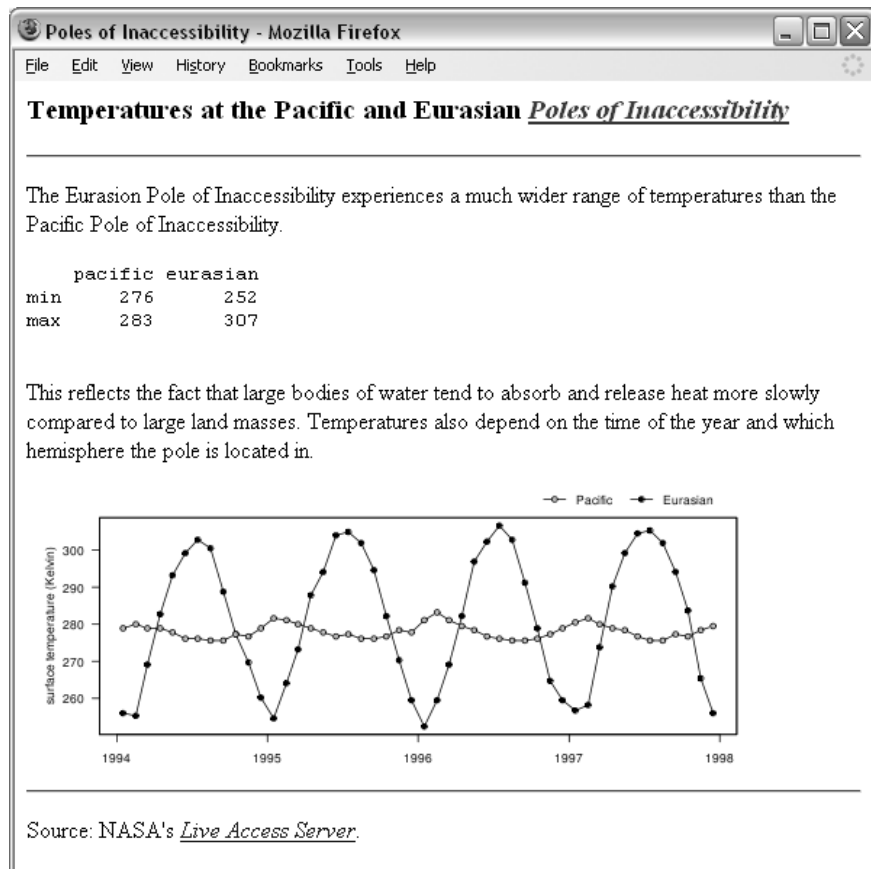 Poles of Inaccessibility - Mozilla Firefox
File Edit View History Bookmarks Tools Help
Temperatures at the Pacific and Eurasian Poles of Inaccessibility
The Eurasion Pole of Inaccessibility experiences a much wider range of temperatures than the
Pacific Pole of Inaccessibility.
pacific eurasian
min 276 252
max 283 307
This reflects the fact that large bodies of water tend to absorb and release heat more slowly
compared to large land masses. Temperatures also depend on the time of the year and which
hemisphere the pole is located in.
Pacific Eurasian
surface temperature (Kelvin)
300
290
280
270
260
1994 1995 1996 1997 1998
Source: NASA's Live Access Server.